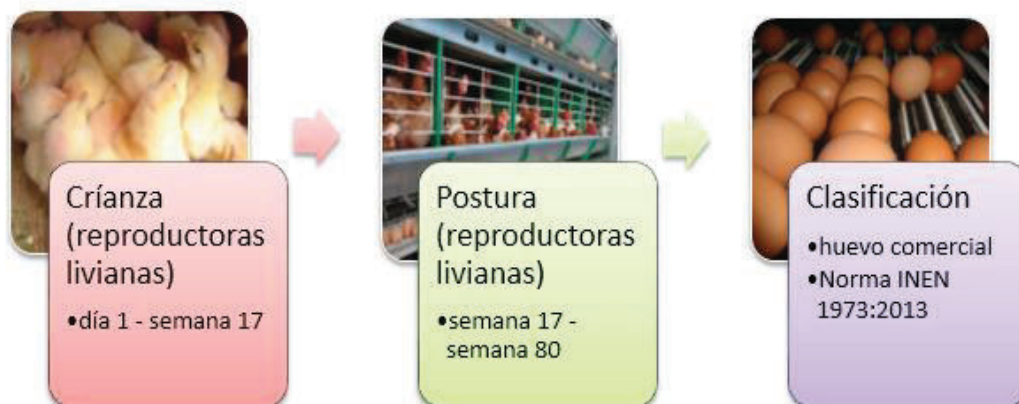 Críanza
(reproductoras
livianas)
•día 1 - semana 17
Postura
(reproductoras
livianas)
•semana 17 -
semana 80
Clasificación
•huevo comercial
•Norma INEN
1973:2013